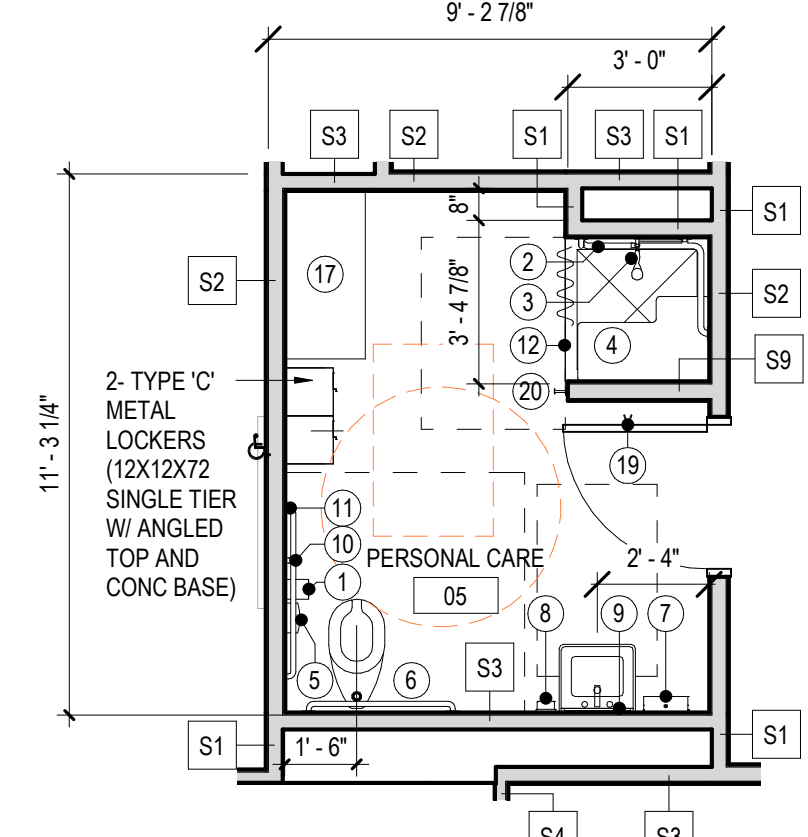 9' - 2 7/8"
3' - 0"
S3
S2
S1
S3
S1
S1
8"
2
17
S2
S2
3
3' - 4 7/8"
12
4
S9
2- TYPE 'C'
METAL
LOCKERS
(12X12X72
SINGLE TIER
W/ ANGLED
TOP AND
CONC BASE)
20
11' - 3 1/4"
19
11
10
PERSONAL CARE
2' - 4"
1
05
8
9
7
5
6
S3
S1
1' - 6"
S1
S4
S3